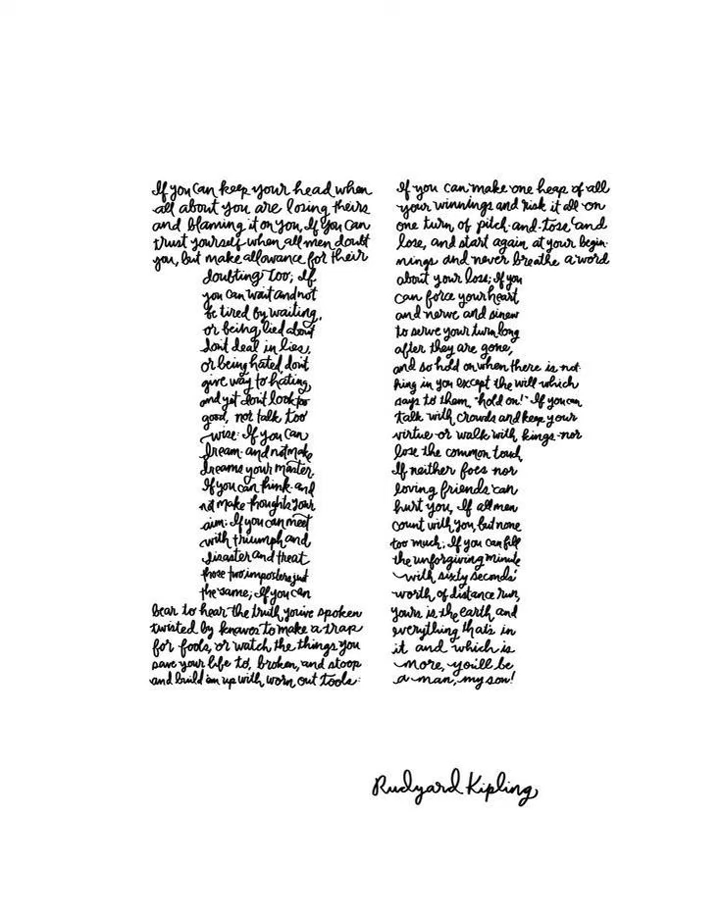 If you can keep your head when
all about you are losing theirs
and blaming it on you, If you can
trust yourself when all men doubt
you, but make allowance for their
doubting too; If
you can wait and not
be tired by waiting,
or being lied about
don't deal in lies,
or being hated don't
give way to hating,
and yet don't look too
good, nor talk too
wise: If you can
dream-and not make
dreams your master
If you can think-and
not make thoughts your
aim: If you can meet
with triumph and
disaster and treat
those two imposters just
the same; If you can
bear to hear the truth you've spoken
twisted by knaves to make a trap
for fools, or watch the things you
gave your life to, broken, and stoop
and build 'em up with worn out tools:
If you can make one heap of all
your winnings and risk it all on
one turn of pitch-and-toss, and
lose, and start again at your begin-
nings and never breathe a word
about your loss; If you
can force your heart
and nerve and sinew
to serve your turn long
after they are gone,
and so hold on when there is not-
hing in you except the will which
says to them, "hold on!" If you can
talk with crowds and keep your
virtue or walk with kings-nor
lose the common touch
If neither foes nor
loving friends can
hurt you, If all men
count with you, but none
too much; If you can fill
the unforgiving minute
with sixty seconds'
worth of distance run,
yours is the earth and
everything that's in
it and which is
more, you'll be
a man, my son!
Rudyard Kipling